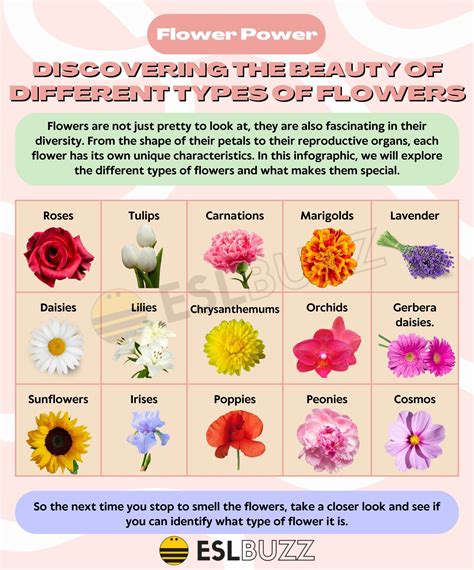 Flower Power
DISCOVERING THE BEAUTY OF
DIFFERENT TYPES OF FLOWERS
Flowers are not just pretty to look at, they are also fascinating in their
diversity. From the shape of their petals to their reproductive organs, each
flower has its own unique characteristics. In this infographic, we will explore
the different types of flowers and what makes them special.
Roses Tulips Carnations Marigolds Lavender
ESLBUZZ
Daisies Lilies Chrysanthemums Orchids Gerbera
daisies.
Sunflowers Irises Poppies Peonies Cosmos
So the next time you stop to smell the flowers, take a closer look and see if
you can identify what type of flower it is.
ESLBUZZ